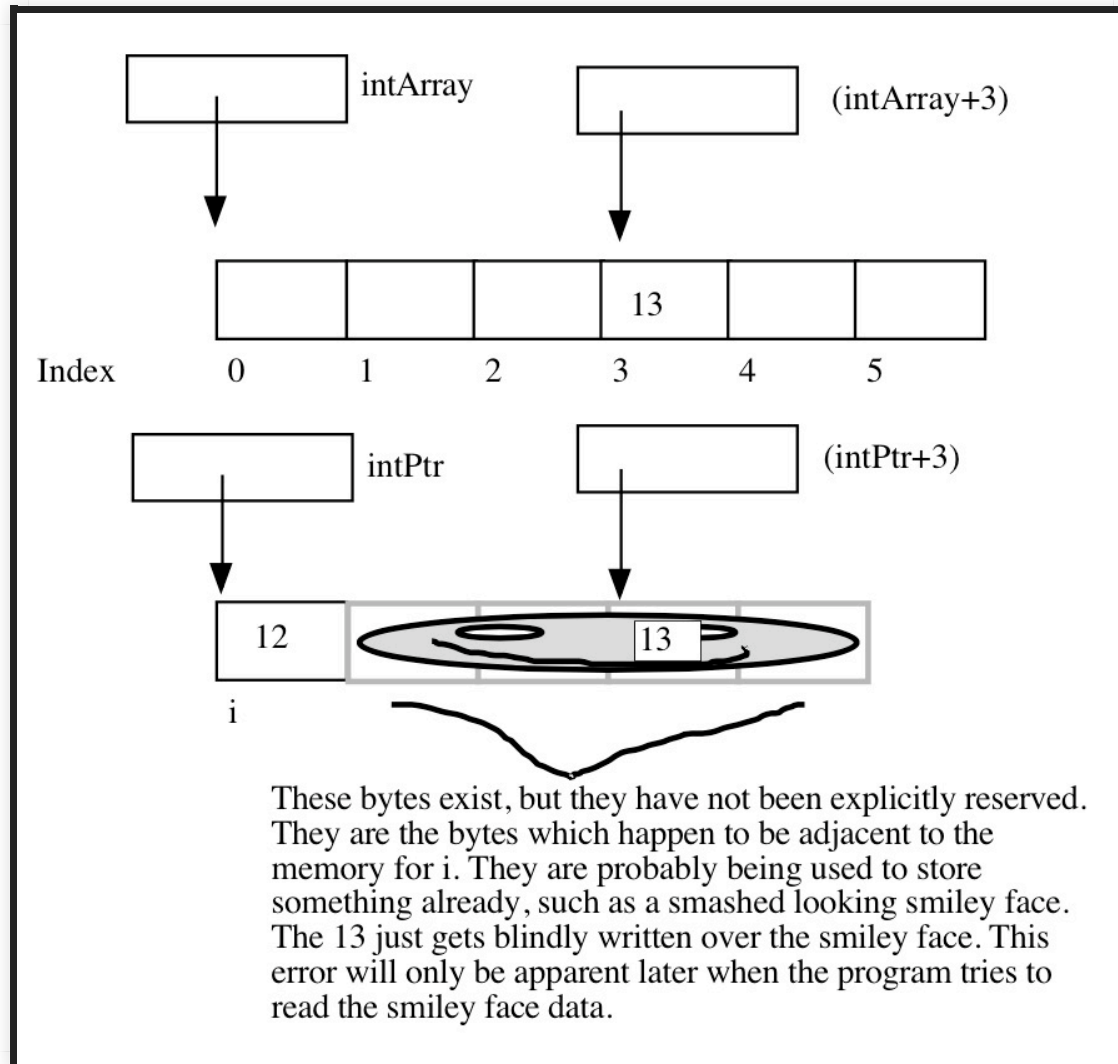 intArray
(intArray+3)
13
Index 0 1 2 3 4 5
intPtr
(intPtr+3)
12
13
i
These bytes exist, but they have not been explicitly reserved.
They are the bytes which happen to be adjacent to the
memory for i. They are probably being used to store
something already, such as a smashed looking smiley face.
The 13 just gets blindly written over the smiley face. This
error will only be apparent later when the program tries to
read the smiley face data.